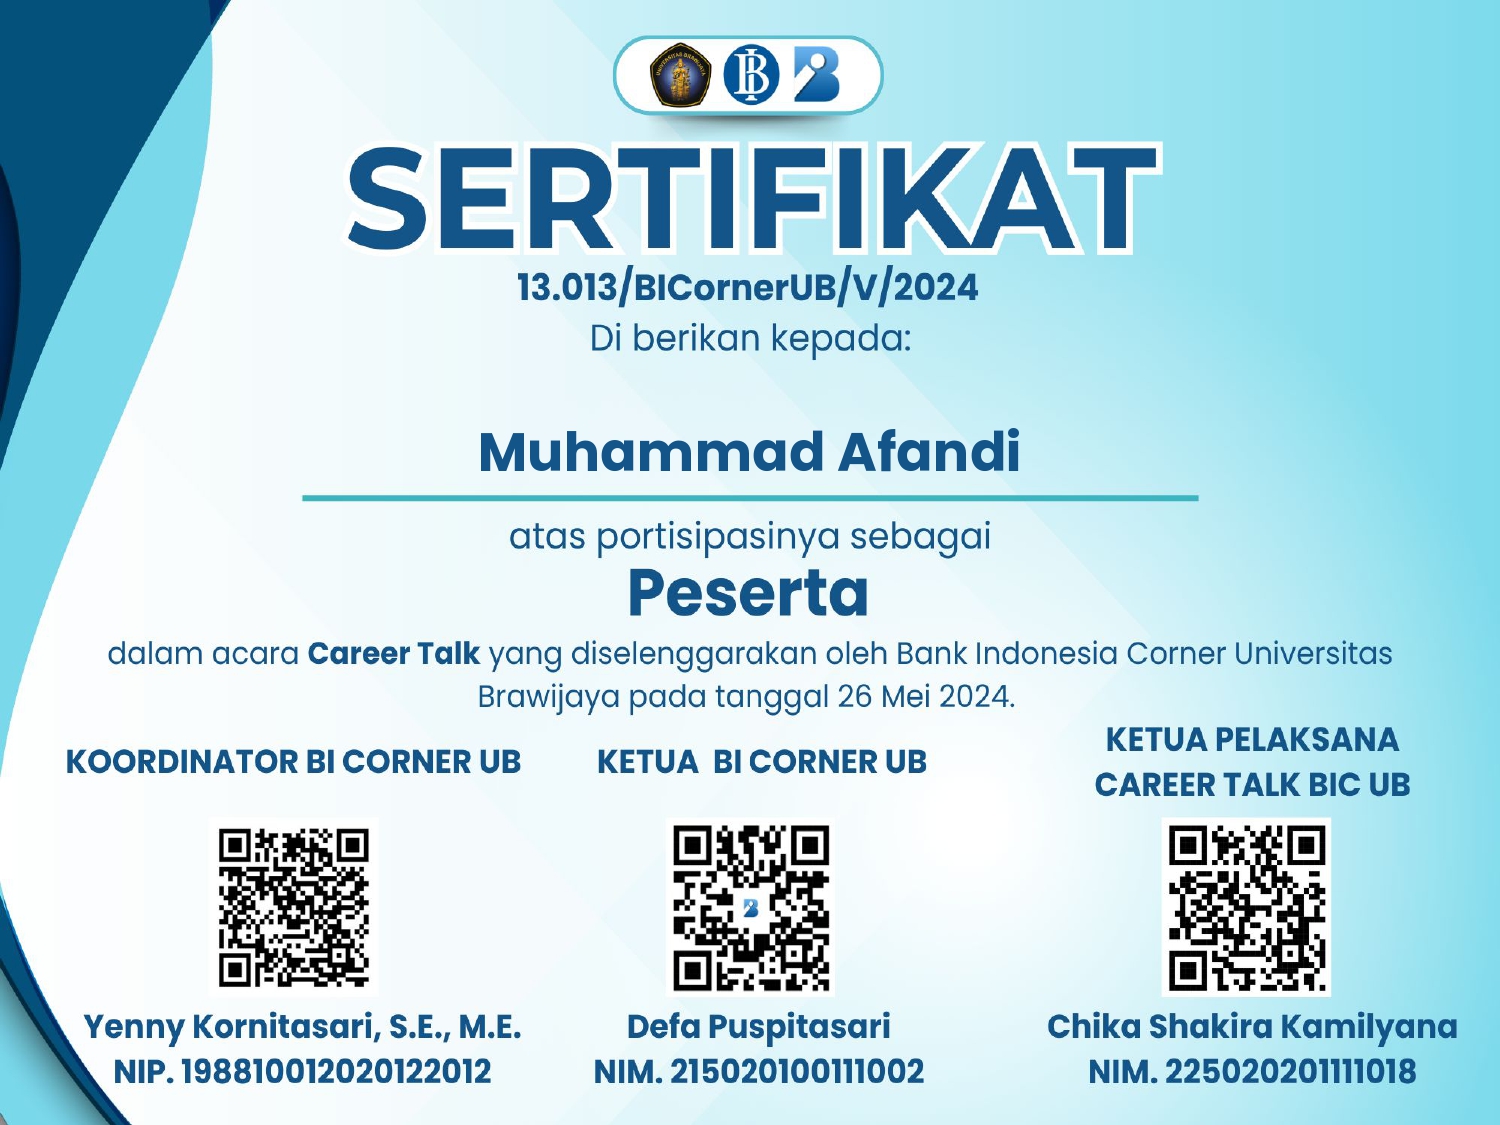 SERTIFIKAT
13.013/BICornerUB/V/2024
Di berikan kepada:
Muhammad Afandi
atas portisipasinya sebagai
Peserta
dalam acara Career Talk yang diselenggarakan oleh Bank Indonesia Corner Universitas
Brawijaya pada tanggal 26 Mei 2024.
KOORDINATOR BI CORNER UB
Yenny Kornitasari, S.E., M.E.
NIP. 198810012020122012
KETUA BI CORNER UB
Defa Puspitasari
NIM. 215020100111002
KETUA PELAKSANA
CAREER TALK BIC UB
Chika Shakira Kamilyana
NIM. 225020201111018